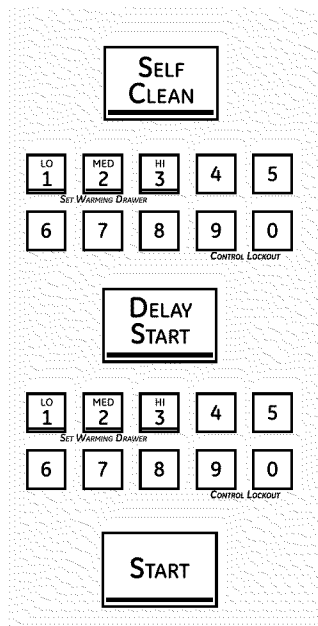 SELF
CLEAN
LO MED HI
1 2 3 4 5
SET WARMING DRAWER
6 7 8 9 0
CONTROL LOCKOUT
DELAY
START
LO MED HI
1 2 3 4 5
SET WARMING DRAWER
6 7 8 9 0
CONTROL LOCKOUT
START